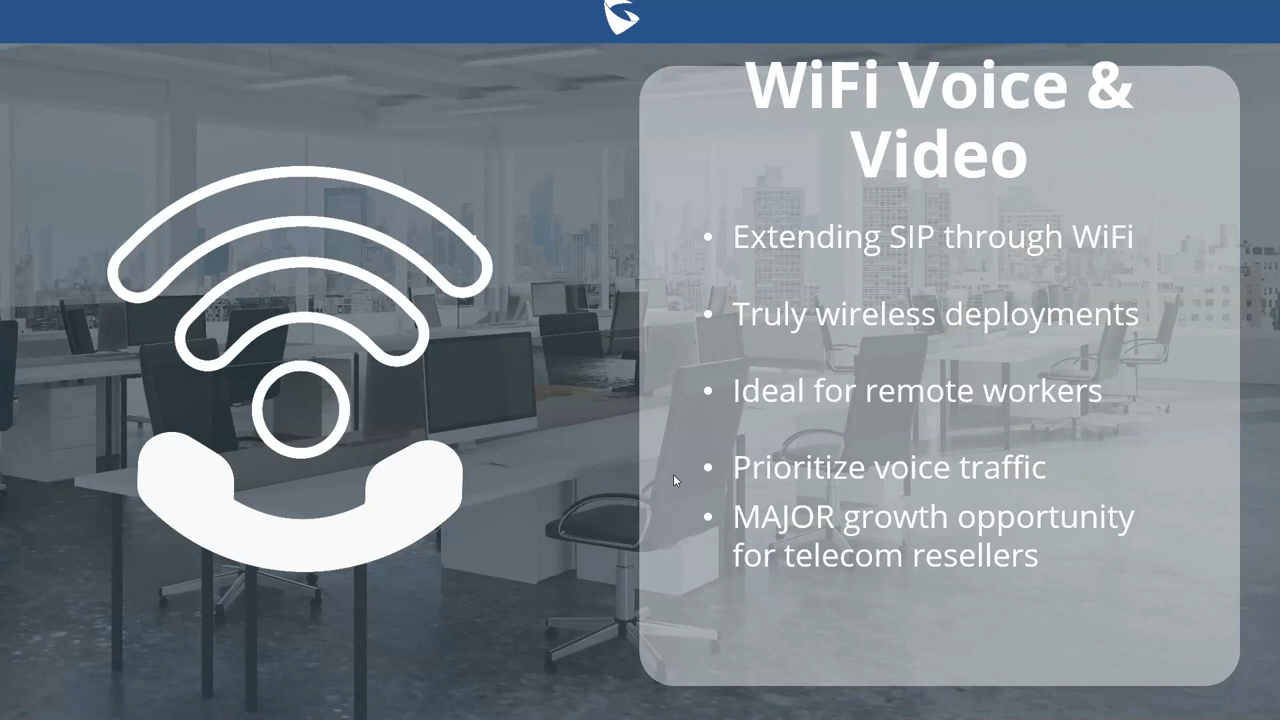 WiFi Voice &
Video
• Extending SIP through WiFi
• Truly wireless deployments
• Ideal for remote workers
• Prioritize voice traffic
• MAJOR growth opportunity
for telecom resellers